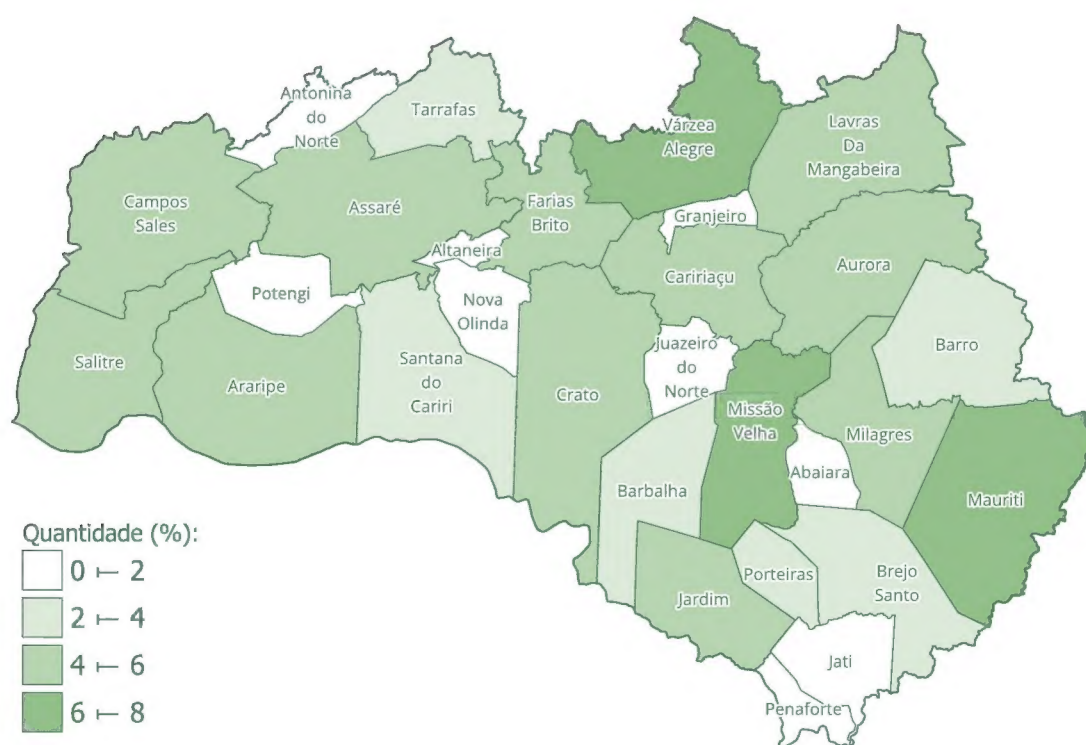 Antonina
do
Norte
Tarrafas
Várzea
Alegre
Lavras
Da
Mangabeira
Campos
Sales
Assaré
Farias
Brito
Granjeiro
Altaneira
Caririaçu
Aurora
Potengi
Nova
Olinda
Salitre
Araripe
Santana
do
Cariri
Crato
Juazeiro
do
Norte
Barro
Missão
Velha
Milagres
Abaiara
Barbalha
Mauriti
Porteiras
Brejo
Santo
Jardim
Jati
Penaforte
Quantidade (%):
0 ⊢ 2
2 ⊢ 4
4 ⊢ 6
6 ⊢ 8